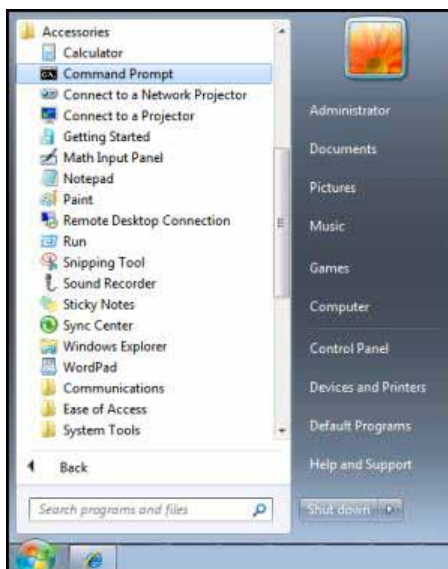 Accessories
Calculator
Command Prompt
Connect to a Network Projector
Connect to a Projector
Getting Started
Math Input Panel
Notepad
Paint
Remote Desktop Connection
Run
Snipping Tool
Sound Recorder
Sticky Notes
Sync Center
Windows Explorer
WordPad
Communications
Ease of Access
System Tools
Back
Search programs and files
Administrator
Documents
Pictures
Music
Games
Computer
Control Panel
Devices and Printers
Default Programs
Help and Support
Shut down